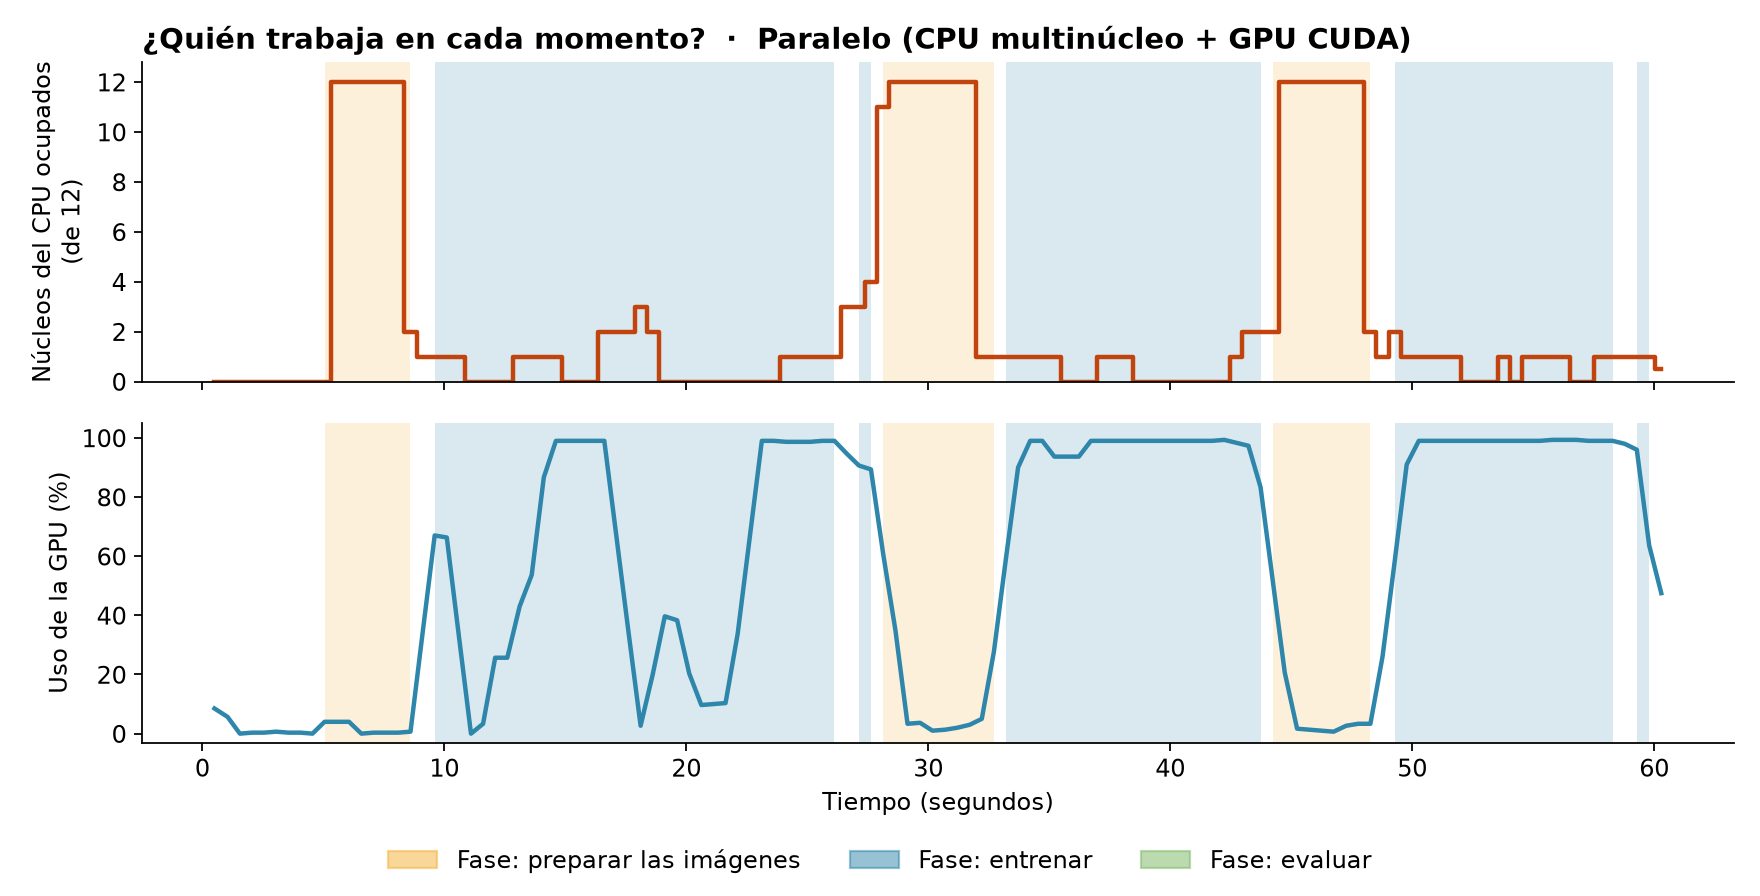 ¿Quién trabaja en cada momento?  ·  Paralelo (CPU multinúcleo + GPU CUDA)
Núcleos del CPU ocupados
(de 12)
12
10
8
6
4
2
0
Uso de la GPU (%)
100
80
60
40
20
0
0 10 20 30 40 50 60
Tiempo (segundos)
Fase: preparar las imágenes
Fase: entrenar
Fase: evaluar